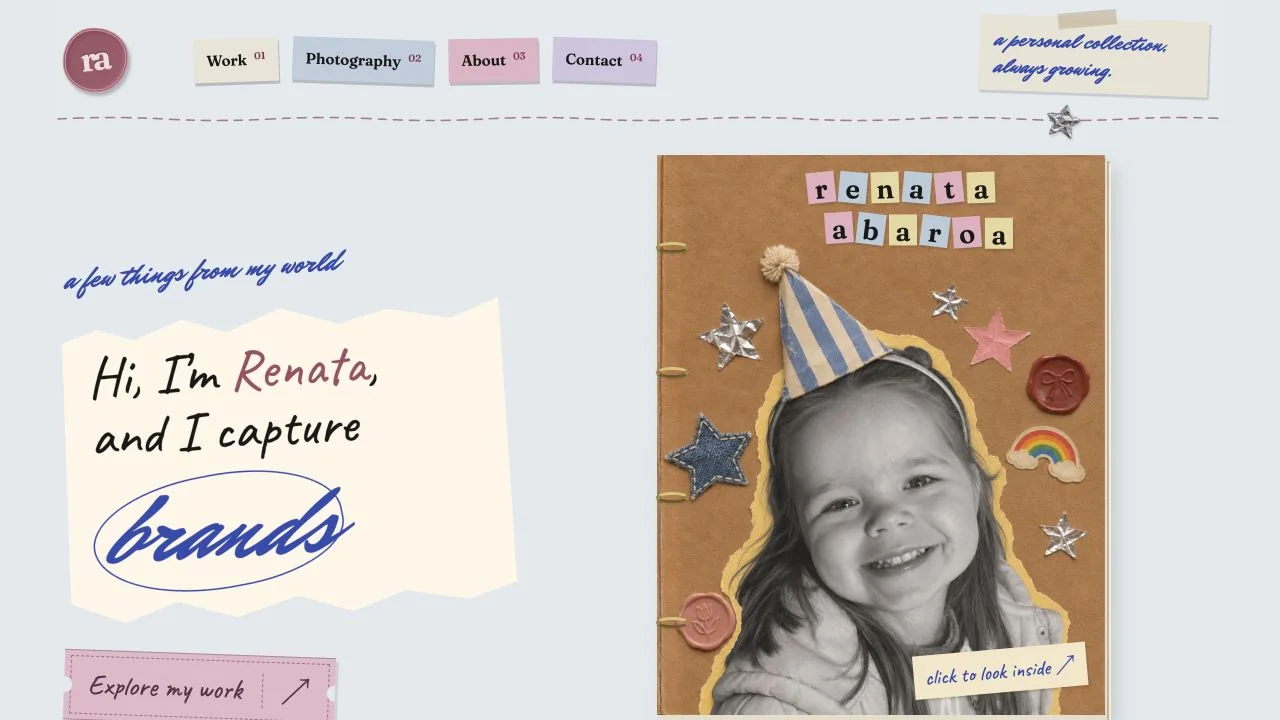 ra
Work 01
Photography 02
About 03
Contact 04
a personal collection.
always growing.
renata
abaroa
a few things from my world
Hi, I'm Renata,
and I capture
brands
Explore my work
click to look inside